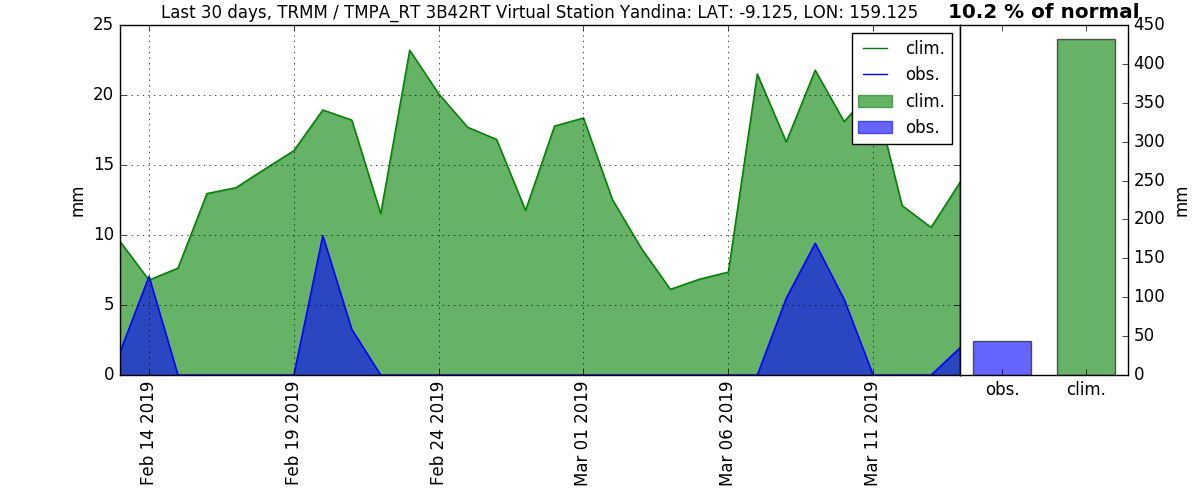 Last 30 days, TRMM / TMPA_RT 3B42RT Virtual Station Yandina: LAT: -9.125, LON: 159.125
10.2 % of normal
mm
25
20
15
10
5
0
clim.
obs.
clim.
obs.
Feb 14 2019
Feb 19 2019
Feb 24 2019
Mar 01 2019
Mar 06 2019
Mar 11 2019
obs.
clim.
450
400
350
300
250
200
150
100
50
0
mm